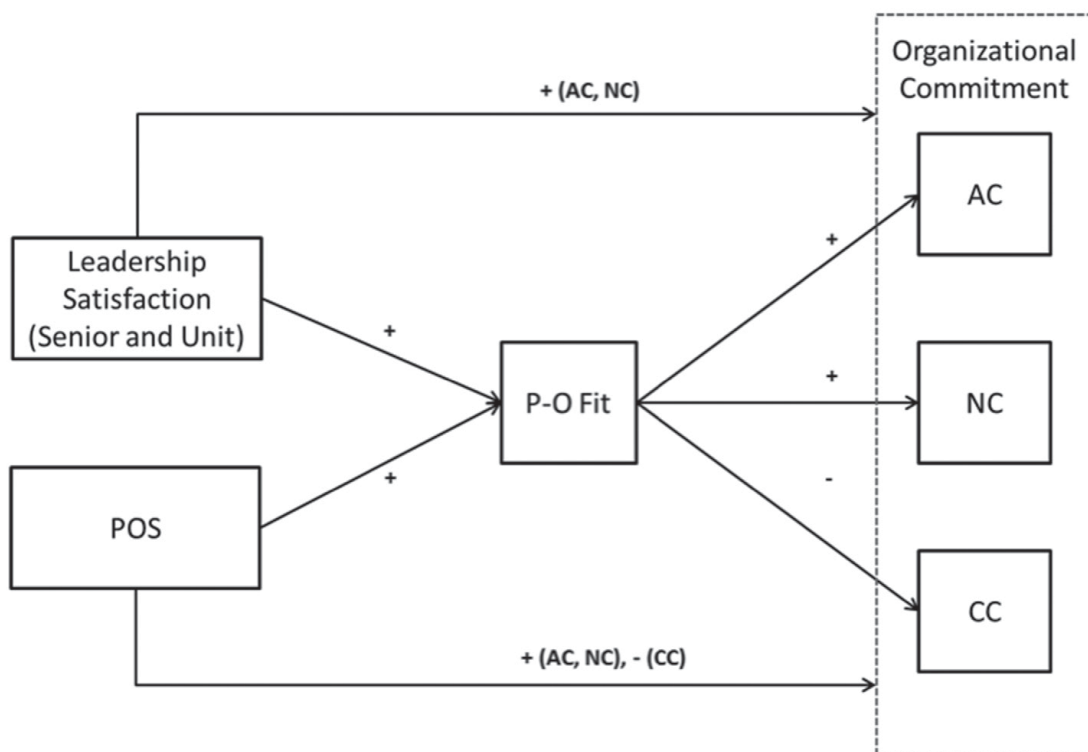 Organizational
Commitment
+ (AC, NC)
AC
+
Leadership
Satisfaction
(Senior and Unit)
+
P-O Fit
+
NC
+
-
POS
CC
+ (AC, NC), - (CC)